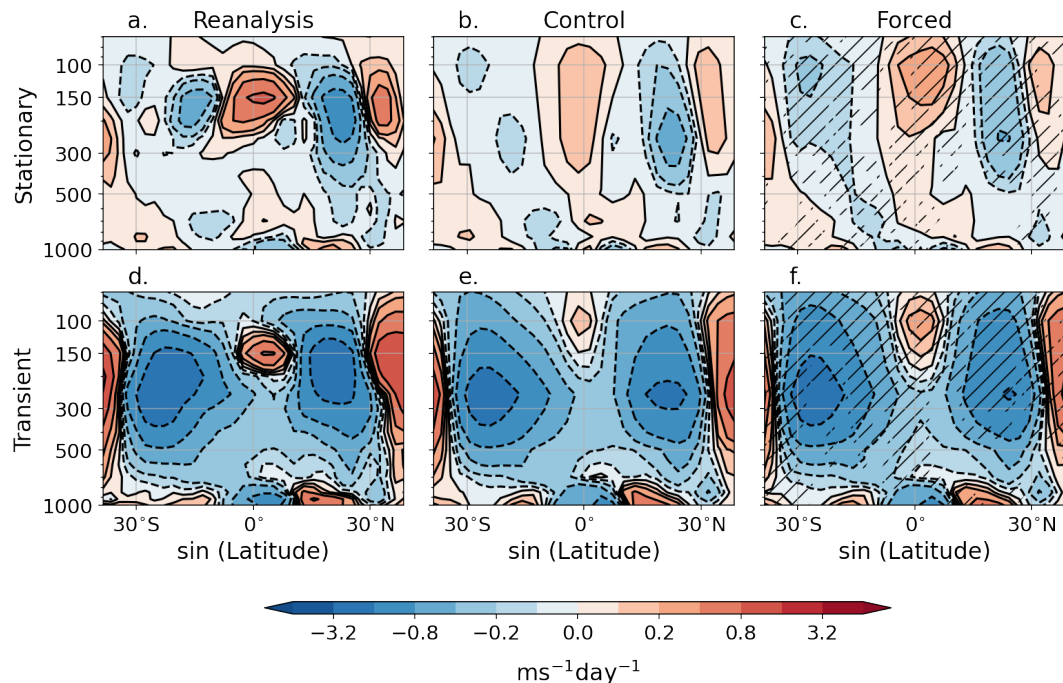 a. Reanalysis b. Control c. Forced
Stationary
100
150
300
500
1000
d. e. f.
Transient
100
150
300
500
1000
30°S 0° 30°N 30°S 0° 30°N 30°S 0° 30°N
sin (Latitude) sin (Latitude) sin (Latitude)
−3.2 −0.8 −0.2 0.0 0.2 0.8 3.2
ms⁻¹day⁻¹